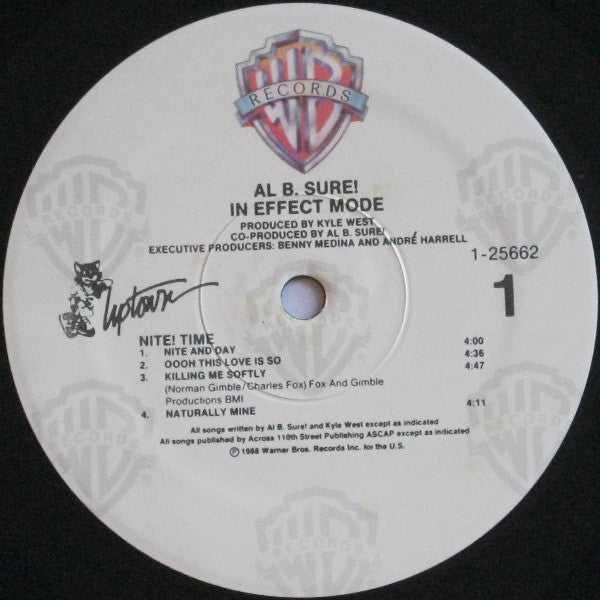 WB
RECORDS
AL B. SURE!
IN EFFECT MODE
PRODUCED BY KYLE WEST
CO-PRODUCED BY AL B. SURE!
EXECUTIVE PRODUCERS: BENNY MEDINA AND ANDRÉ HARRELL
1-25662
1
Uptown
NITE! TIME
1. NITE AND DAY 4:00
2. OOOH THIS LOVE IS SO 4:36
3. KILLING ME SOFTLY 4:47
(Norman Gimble/Charles Fox) Fox And Gimble
Productions BMI
4. NATURALLY MINE 4:11
All songs written by Al B. Sure! and Kyle West except as indicated
All songs published by Across 110th Street Publishing ASCAP except as indicated
℗1988 Warner Bros. Records Inc. for the U.S.